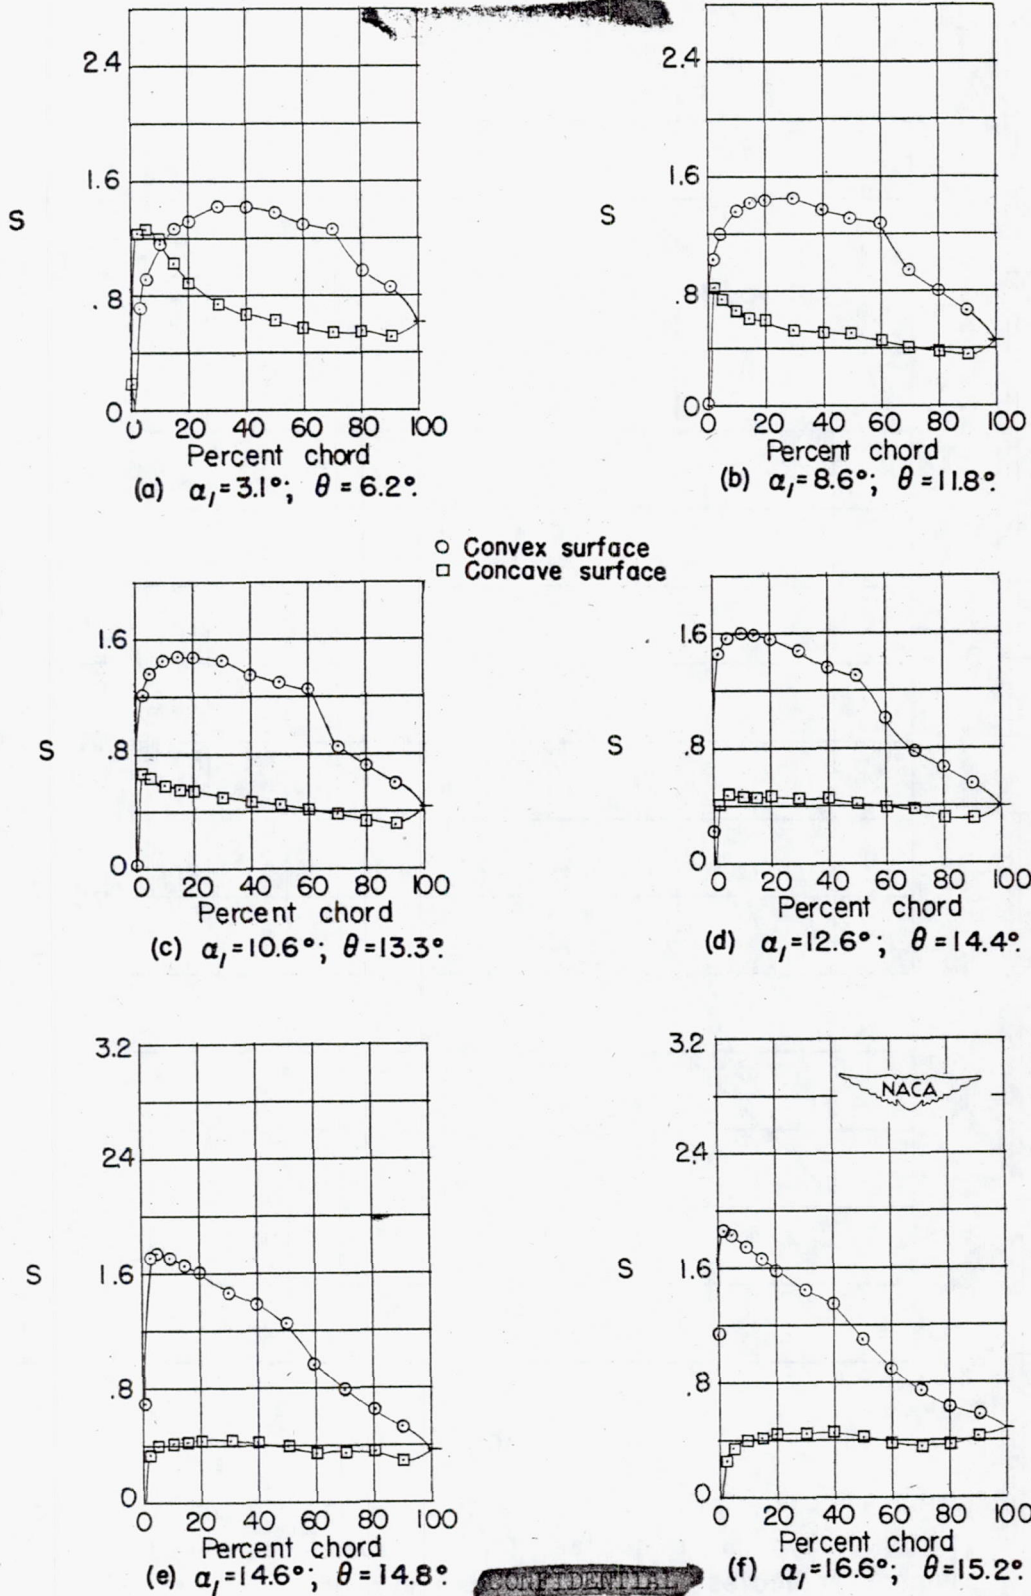 2.4 2.4
1.6 1.6
S S
.8 .8
0 0
0 20 40 60 80 100 0 20 40 60 80 100
Percent chord Percent chord
(a) α₁=3.1°; θ=6.2°. (b) α₁=8.6°; θ=11.8°.
○ Convex surface
□ Concave surface
1.6 1.6
S S
.8 .8
0 0
0 20 40 60 80 100 0 20 40 60 80 100
Percent chord Percent chord
(c) α₁=10.6°; θ=13.3°. (d) α₁=12.6°; θ=14.4°.
3.2 3.2
NACA
2.4 2.4
S 1.6 S 1.6
.8 .8
0 0
0 20 40 60 80 100 0 20 40 60 80 100
Percent chord Percent chord
(e) α₁=14.6°; θ=14.8°. (f) α₁=16.6°; θ=15.2°.
CONFIDENTIAL